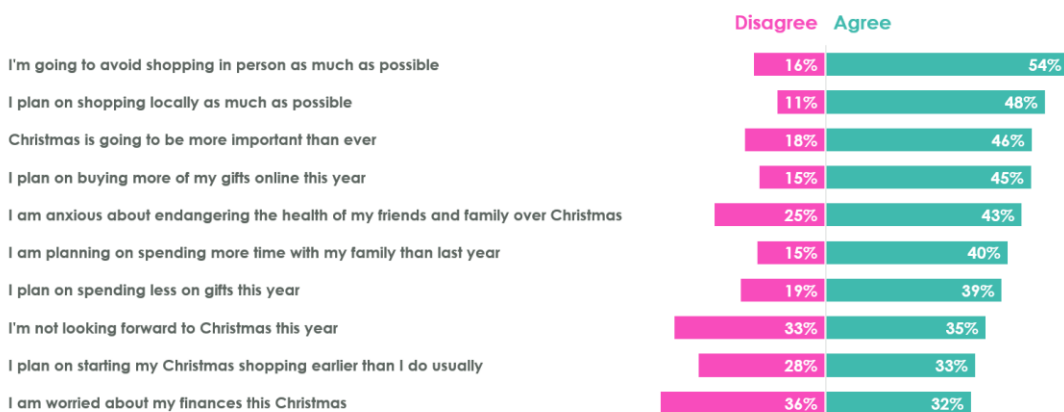 Disagree Agree
I'm going to avoid shopping in person as much as possible 16% 54%
I plan on shopping locally as much as possible 11% 48%
Christmas is going to be more important than ever 18% 46%
I plan on buying more of my gifts online this year 15% 45%
I am anxious about endangering the health of my friends and family over Christmas 25% 43%
I am planning on spending more time with my family than last year 15% 40%
I plan on spending less on gifts this year 19% 39%
I'm not looking forward to Christmas this year 33% 35%
I plan on starting my Christmas shopping earlier than I do usually 28% 33%
I am worried about my finances this Christmas 36% 32%